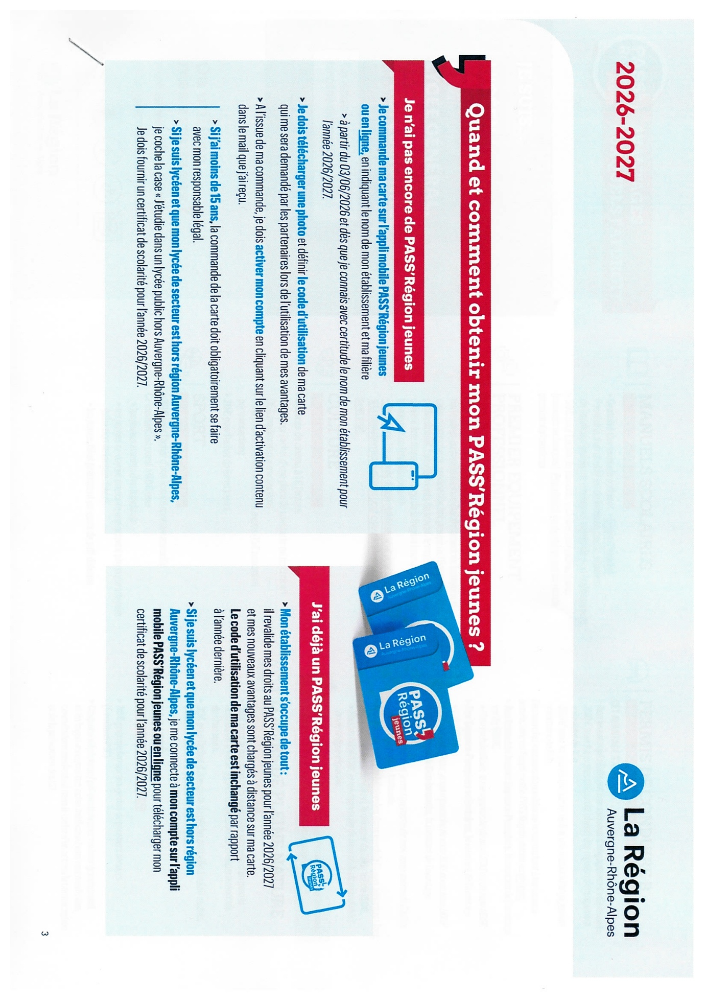 2026-2027
La Région
Auvergne-Rhône-Alpes
Quand et comment obtenir mon PASS'Région jeunes ?
Je n'ai pas encore de PASS'Région jeunes
> Je commande ma carte sur l'appli mobile PASS'Région jeunes
ou en ligne, en indiquant le nom de mon établissement et ma filière
> à partir du 03/06/2026 et dès que je connais avec certitude le nom de mon établissement pour
l'année 2026/2027.
> Je dois télécharger une photo et définir le code d'utilisation de ma carte
qui me sera demandé par les partenaires lors de l'utilisation de mes avantages.
> A l'issue de ma commande, je dois activer mon compte en cliquant sur le lien d'activation contenu
dans le mail que j'ai reçu.
> Si j'ai moins de 15 ans, la commande de la carte doit obligatoirement se faire
avec mon responsable légal.
> Si je suis lycéen et que mon lycée de secteur est hors région Auvergne-Rhône-Alpes,
je coche la case « J'étudie dans un lycée public hors Auvergne-Rhône-Alpes ».
Je dois fournir un certificat de scolarité pour l'année 2026/2027.
La Région
Auvergne-Rhône-Alpes
La Région
Auvergne-Rhône-Alpes
PASS'
Région
jeunes
J'ai déjà un PASS'Région jeunes
PASS'
Région
jeunes
> Mon établissement s'occupe de tout :
il revalide mes droits au PASS'Région jeunes pour l'année 2026/2027
et mes nouveaux avantages sont chargés à distance sur ma carte.
Le code d'utilisation de ma carte est inchangé par rapport
à l'année dernière.
> Si je suis lycéen et que mon lycée de secteur est hors région
Auvergne-Rhône-Alpes, je me connecte à mon compte sur l'appli
mobile PASS'Région jeunes ou en ligne pour télécharger mon
certificat de scolarité pour l'année 2026/2027.
3